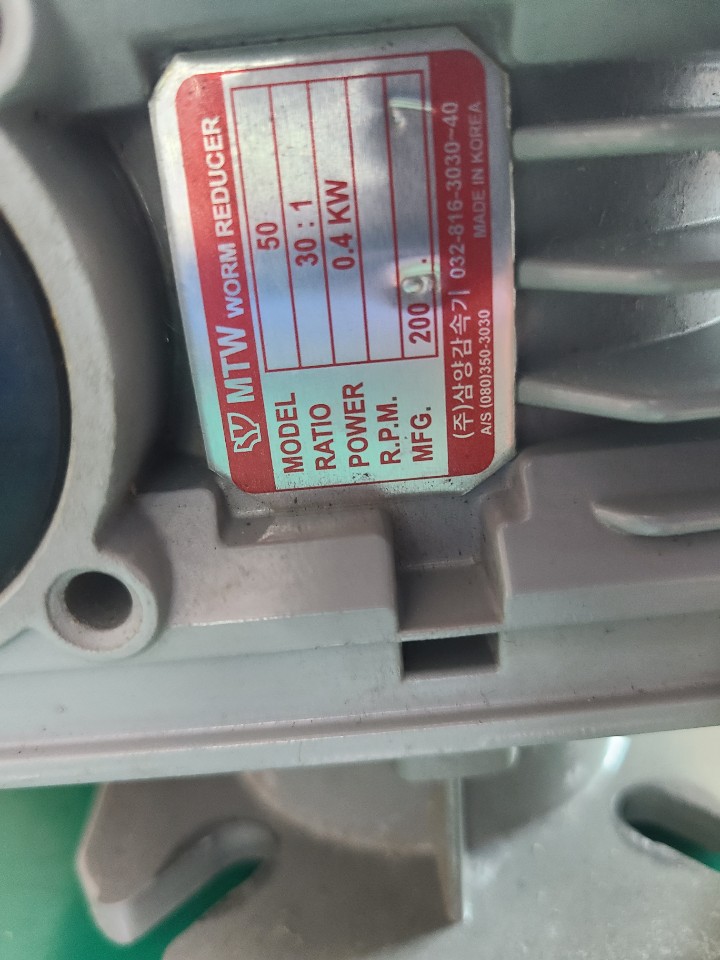 MTW WORM REDUCER
MODEL 50
RATIO 30 : 1
POWER 0.4 KW
R.P.M.
MFG. 200 9 .
(주)삼양감속기 032-816-3030~40
A/S (080)350-3030 MADE IN KOREA